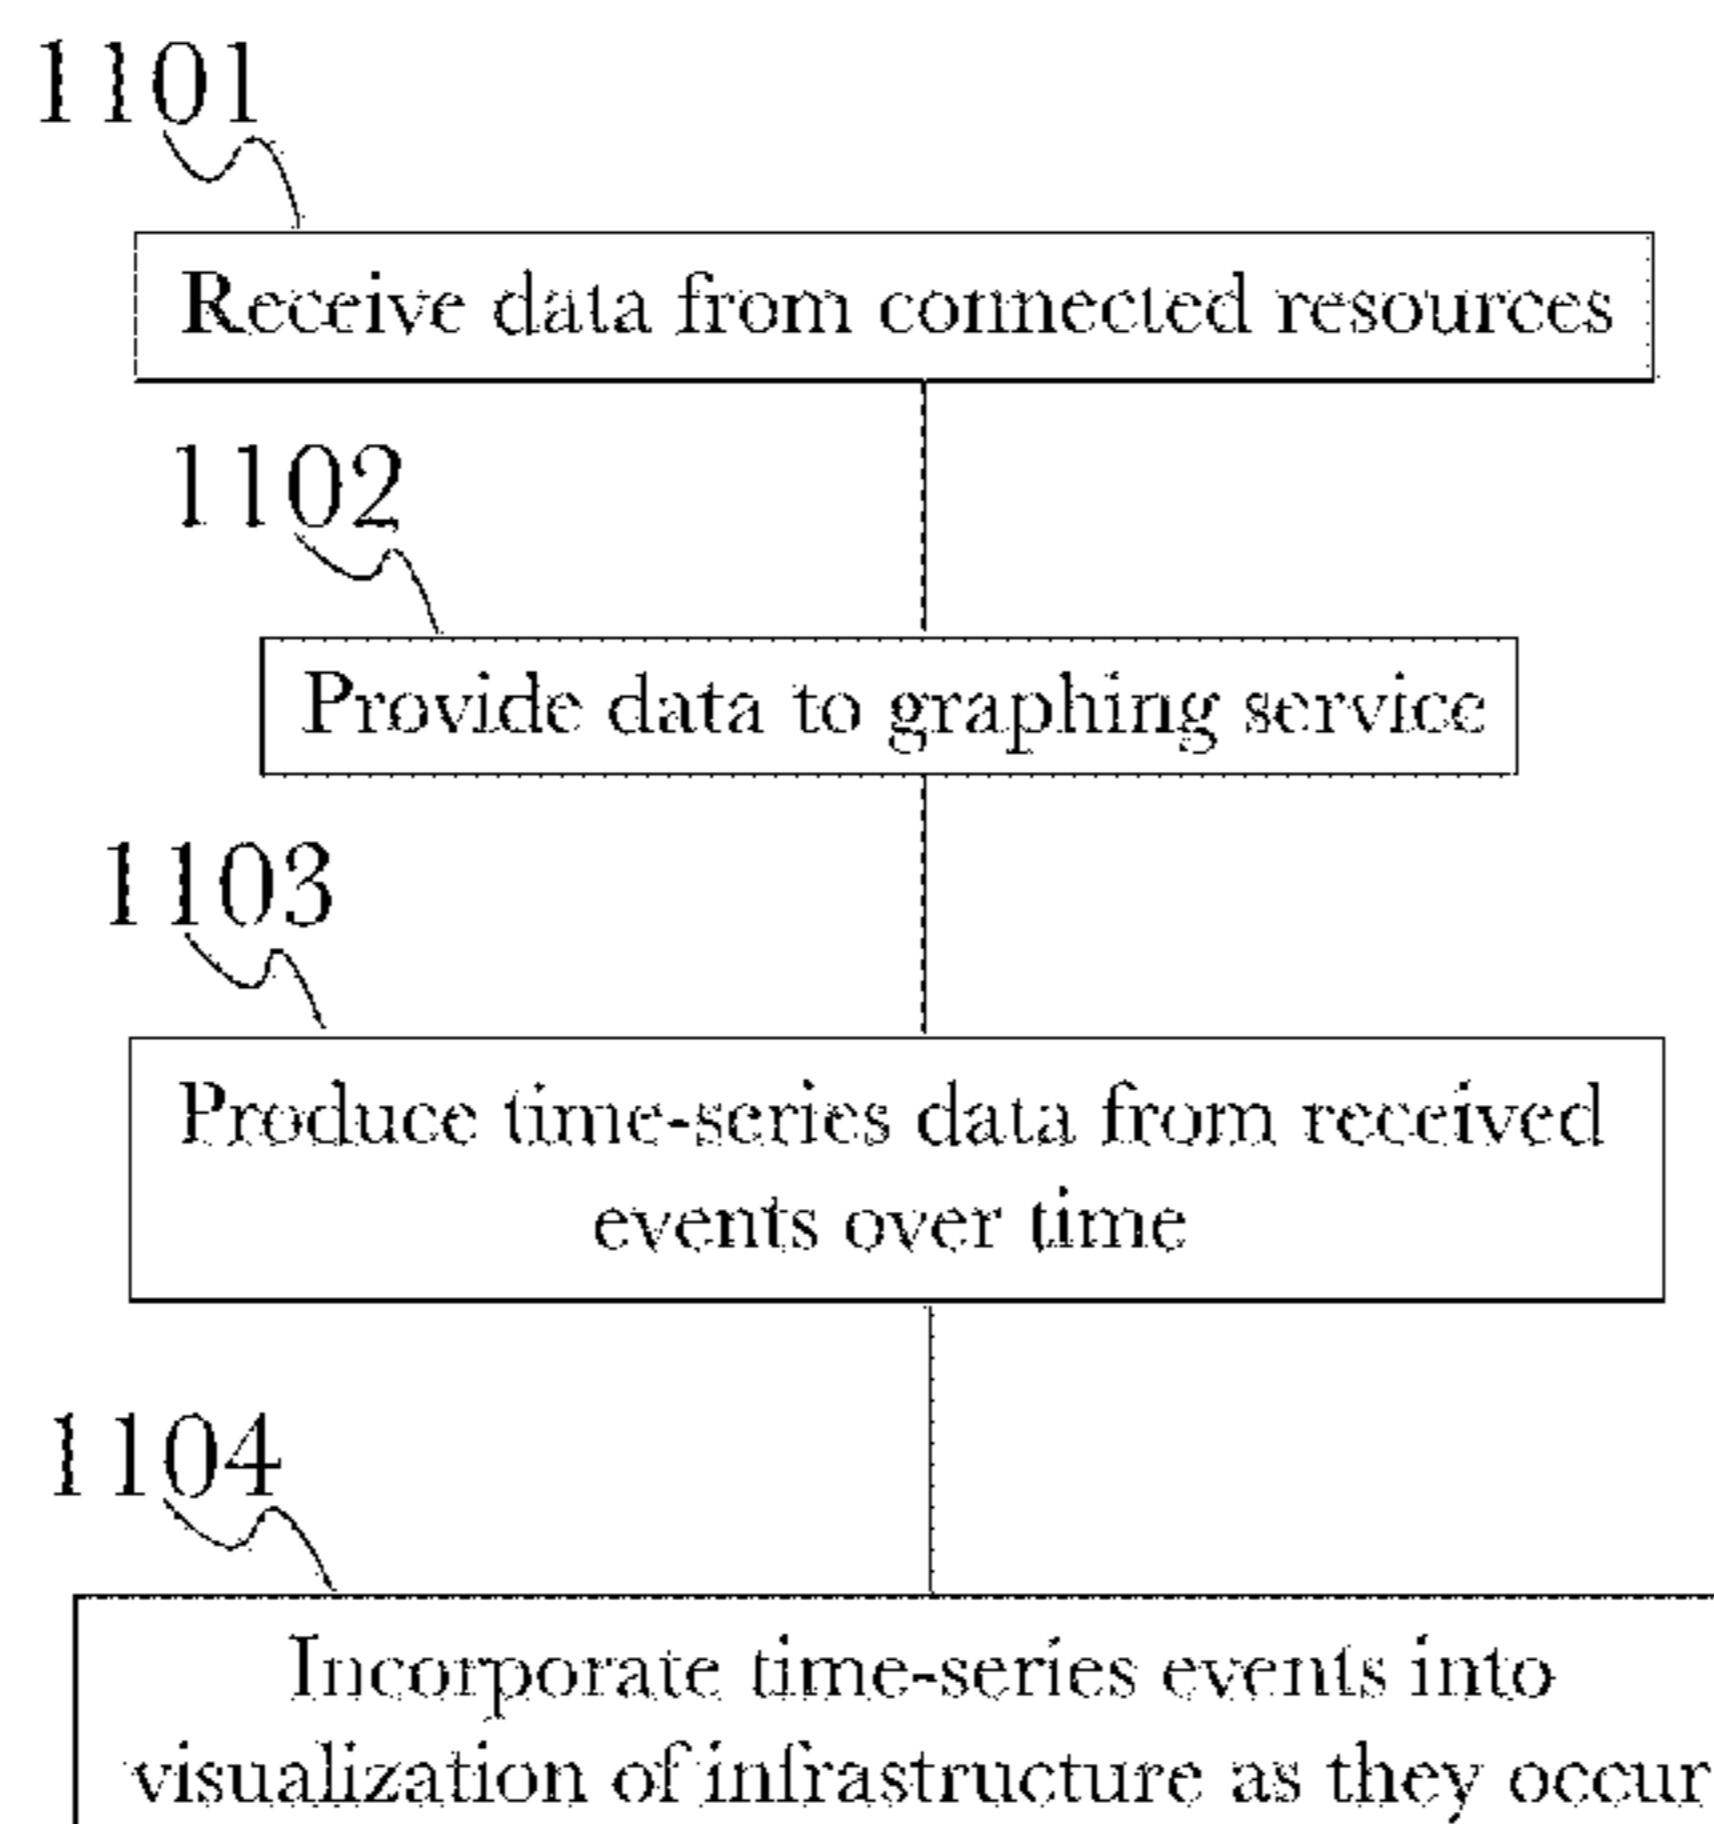 1101
Receive data from connected resources
1102
Provide data to graphing service
1103
Produce time-series data from received
events over time
1104
Incorporate time-series events into
visualization of infrastructure as they occur